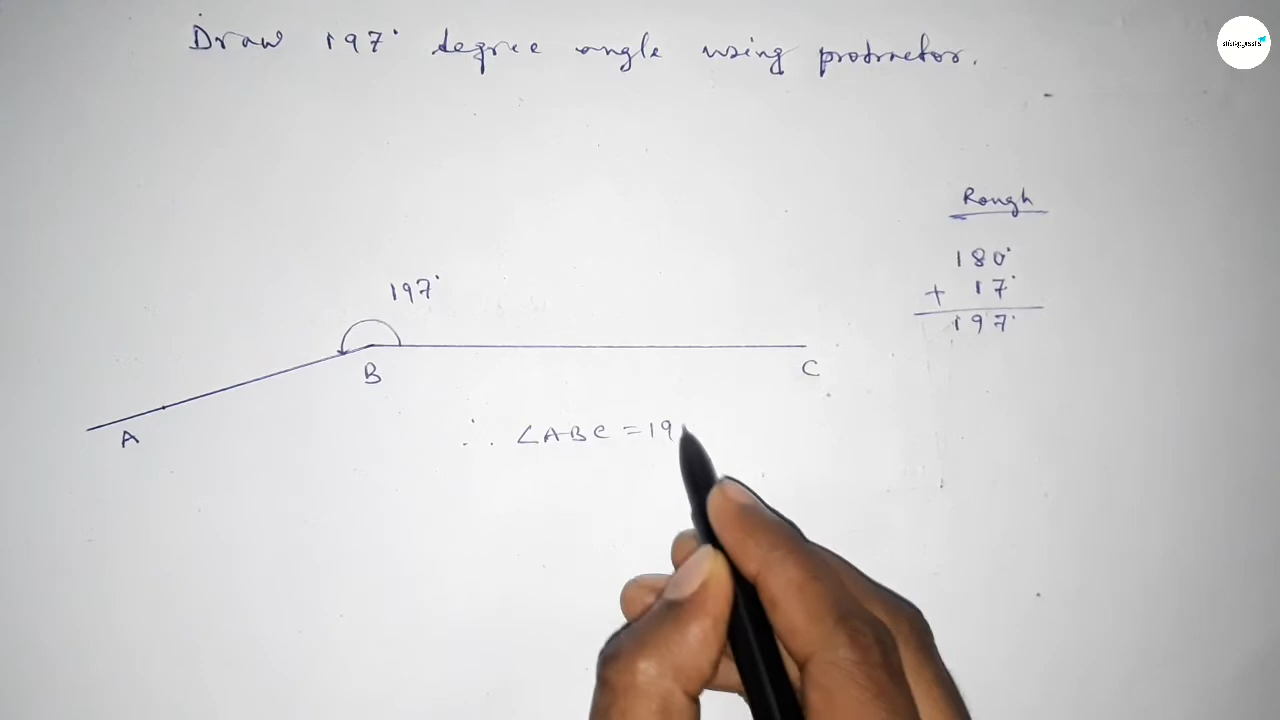 Draw 197° degree angle using protractor.
Rough
180°
+ 17°
197°
197°
B
C
A
∴ ∠ABC = 19